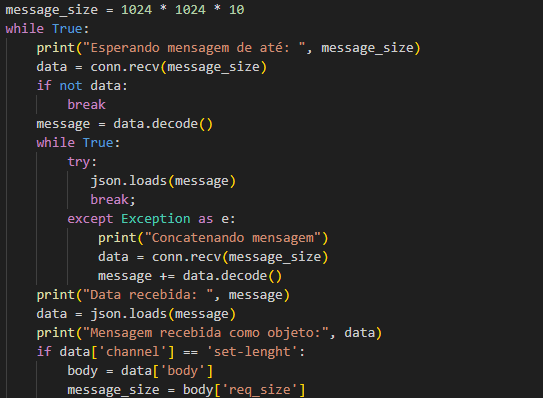 message_size = 1024 * 1024 * 10
while True:
    print("Esperando mensagem de até: ", message_size)
    data = conn.recv(message_size)
    if not data:
        break
    message = data.decode()
    while True:
        try:
           json.loads(message)
           break;
        except Exception as e:
            print("Concatenando mensagem")
            data = conn.recv(message_size)
            message += data.decode()
    print("Data recebida: ", message)
    data = json.loads(message)
    print("Mensagem recebida como objeto:", data)
    if data['channel'] == 'set-lenght':
        body = data['body']
        message_size = body['req_size']